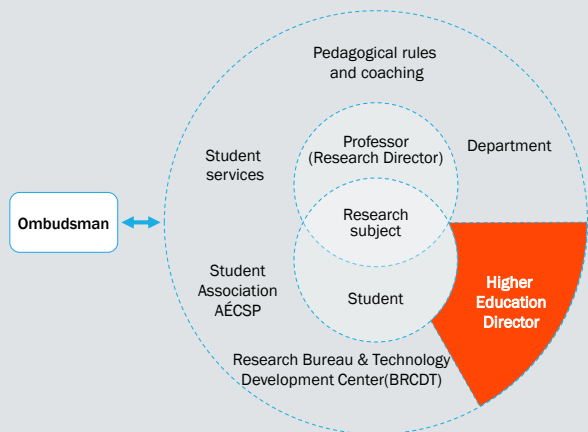 Pedagogical rules
and coaching
Professor
(Research Director)
Department
Student
services
Ombudsman
Research
subject
Student
Association
AÉCSP
Student
Higher
Education
Director
Research Bureau & Technology
Development Center(BRCDT)